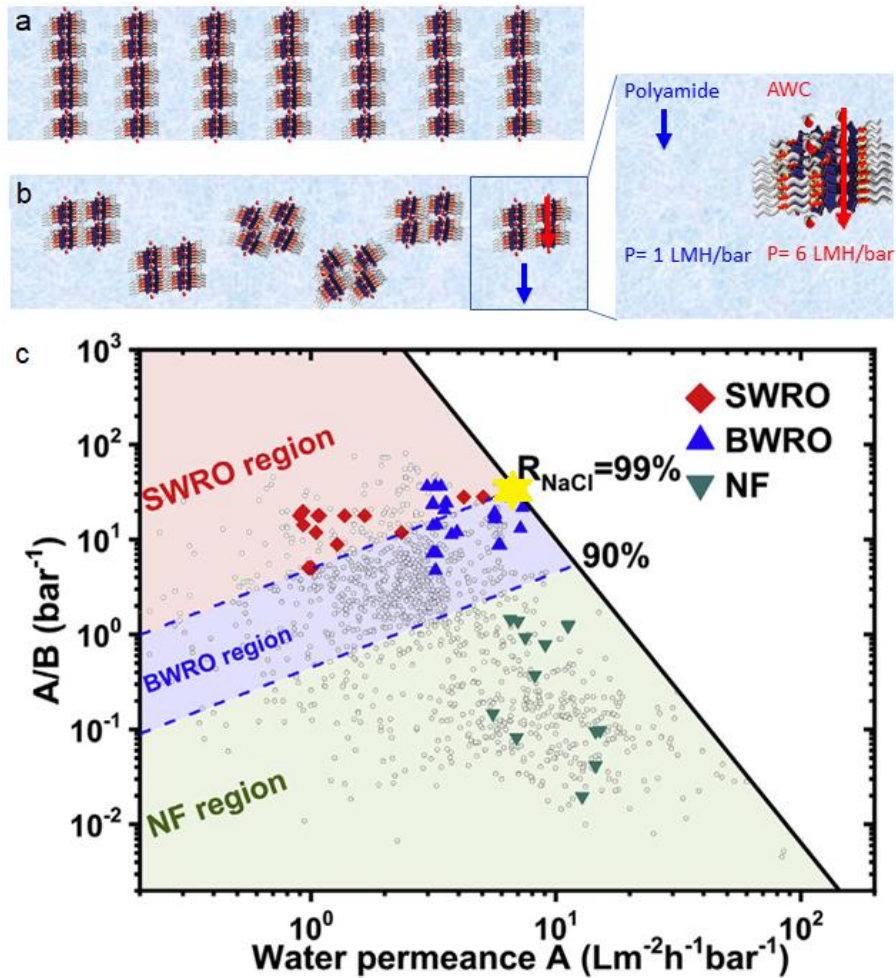 a
b
Polyamide
AWC
P= 1 LMH/bar
P= 6 LMH/bar
c
10³
10²
10¹
10⁰
10⁻¹
10⁻²
A/B (bar⁻¹)
SWRO region
BWRO region
NF region
SWRO
BWRO
NF
R_NaCl=99%
90%
10⁰
10¹
10²
Water permeance A (Lm⁻²h⁻¹bar⁻¹)